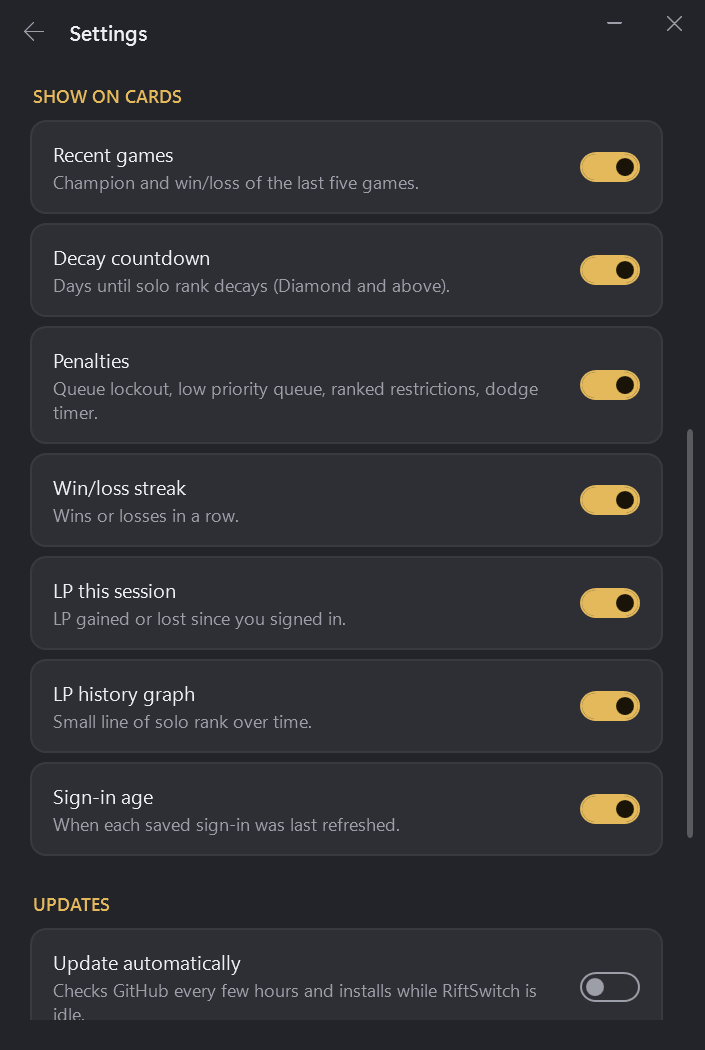 Settings
SHOW ON CARDS
Recent games
Champion and win/loss of the last five games.
Decay countdown
Days until solo rank decays (Diamond and above).
Penalties
Queue lockout, low priority queue, ranked restrictions, dodge
timer.
Win/loss streak
Wins or losses in a row.
LP this session
LP gained or lost since you signed in.
LP history graph
Small line of solo rank over time.
Sign-in age
When each saved sign-in was last refreshed.
UPDATES
Update automatically
Checks GitHub every few hours and installs while RiftSwitch is
idle.